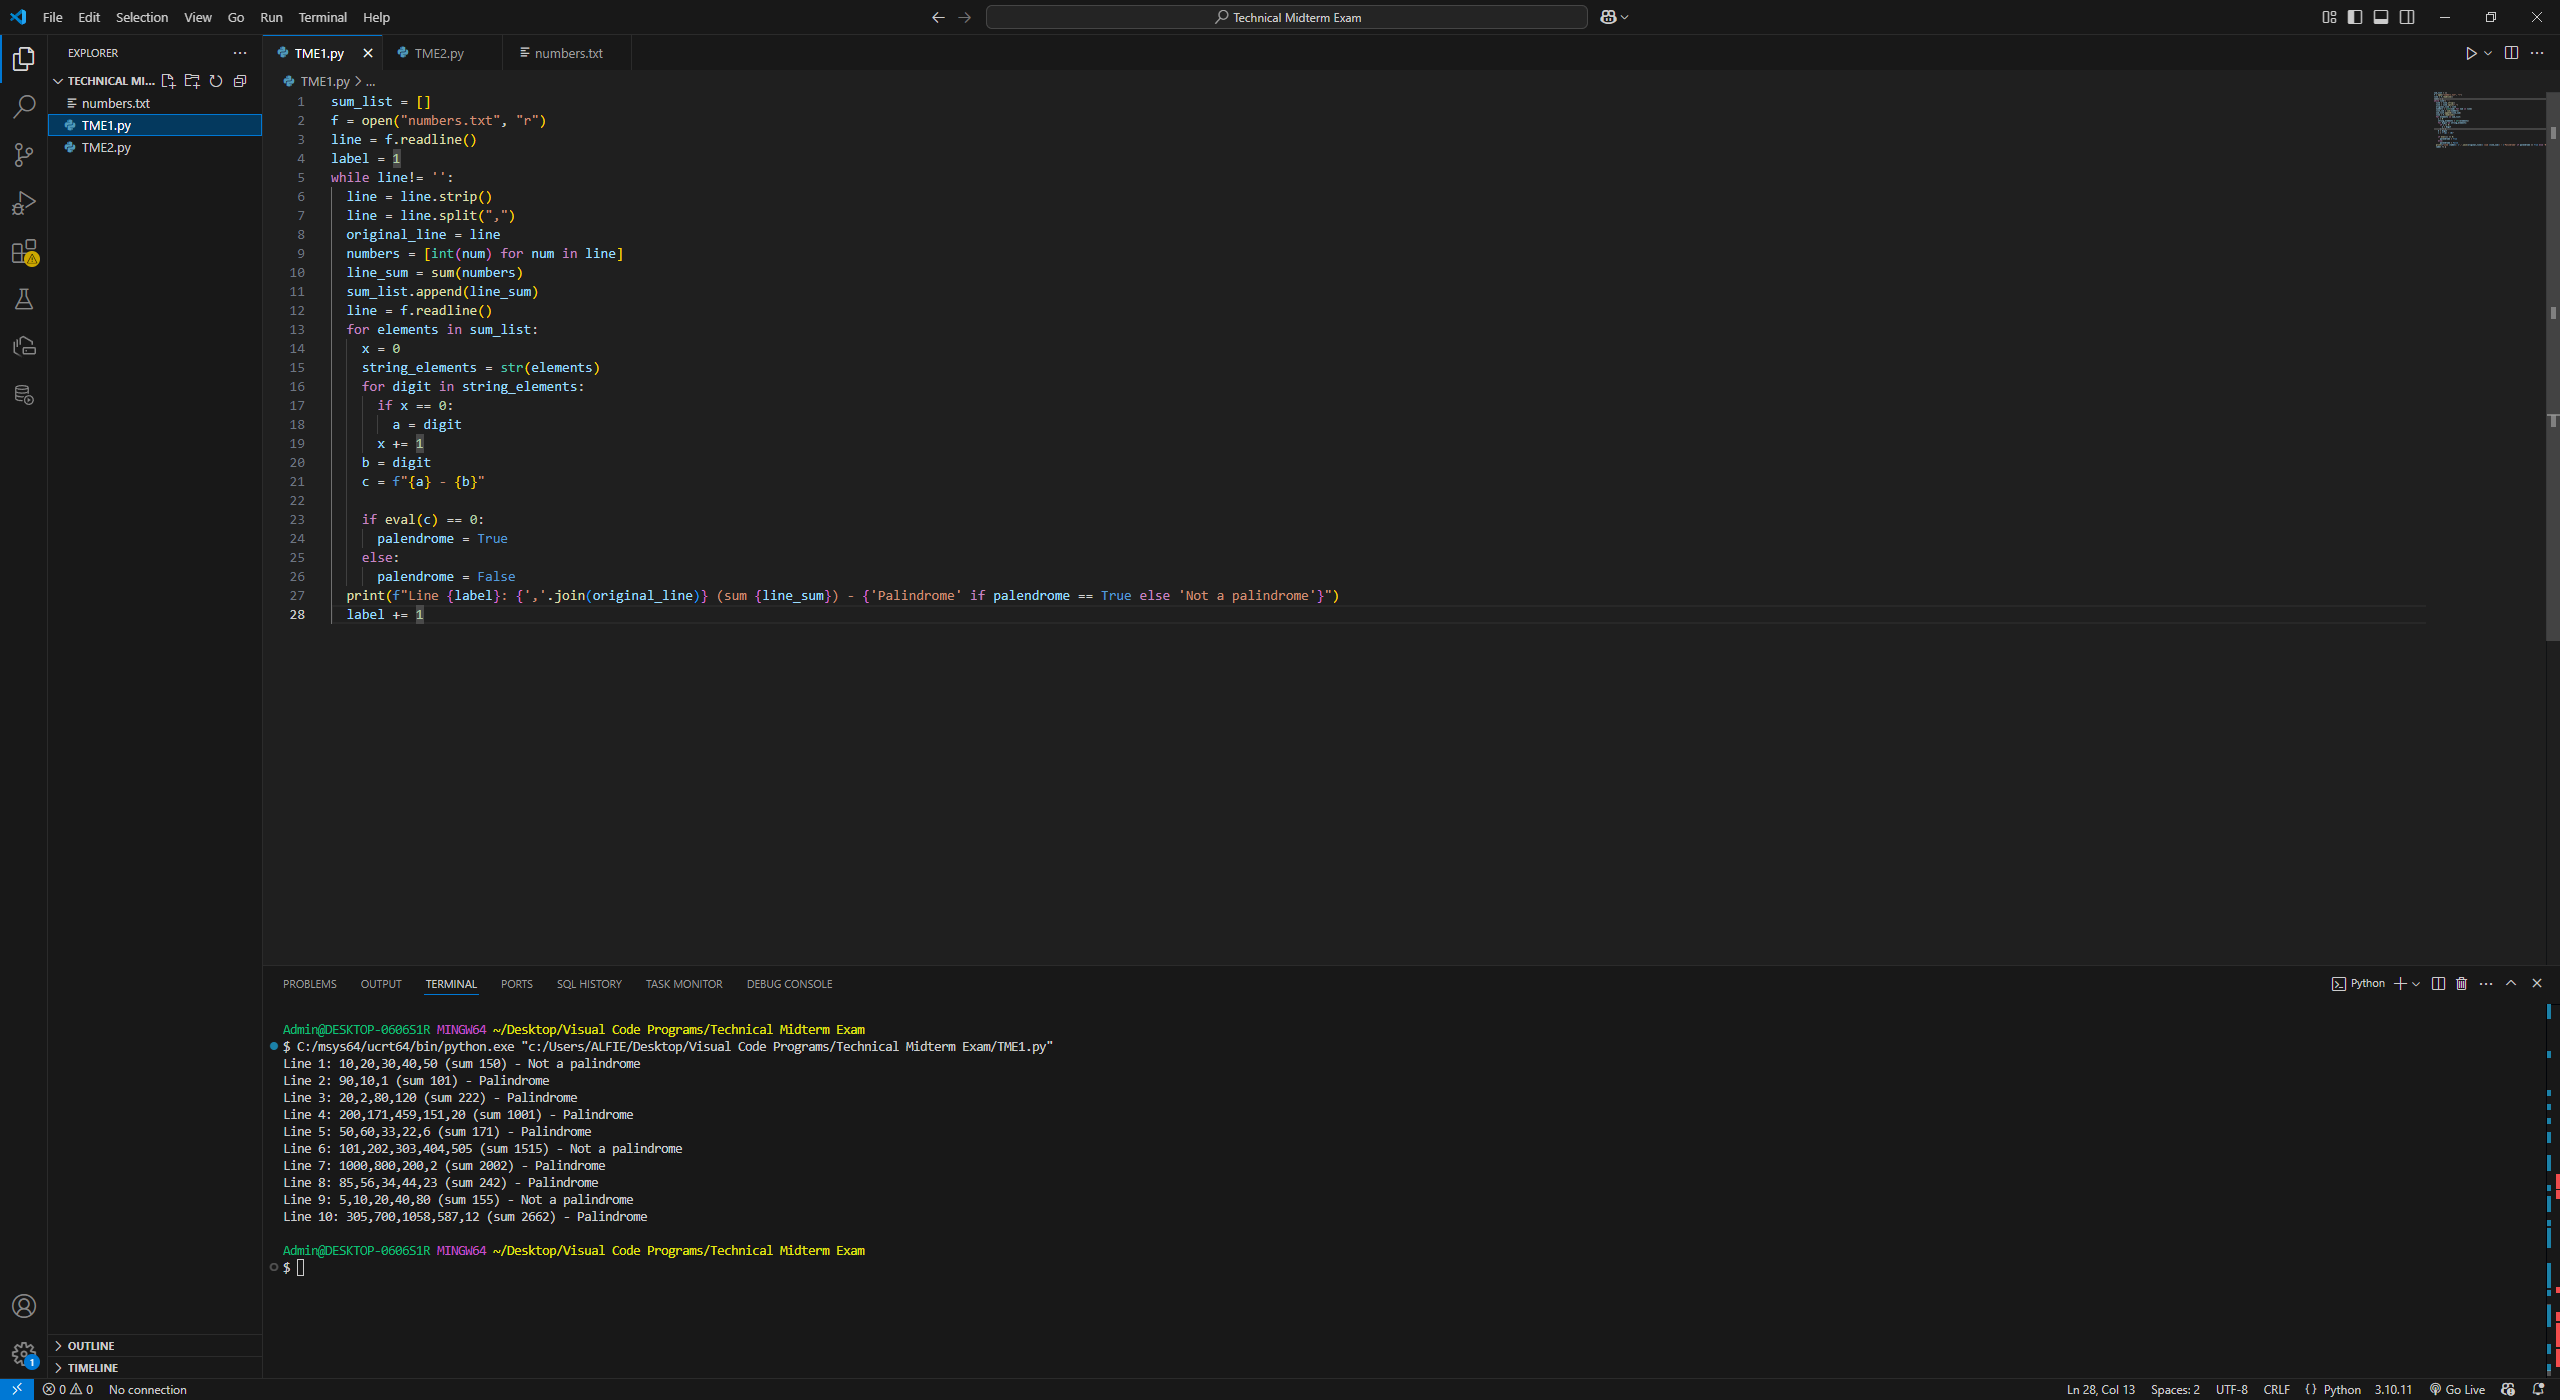 File Edit Selection View Go Run Terminal Help
Technical Midterm Exam
EXPLORER
TECHNICAL MI...
numbers.txt
TME1.py
TME2.py
TME1.py TME2.py numbers.txt
TME1.py > ...
1 sum_list = []
2 f = open("numbers.txt", "r")
3 line = f.readline()
4 label = 1
5 while line!= '':
6 line = line.strip()
7 line = line.split(",")
8 original_line = line
9 numbers = [int(num) for num in line]
10 line_sum = sum(numbers)
11 sum_list.append(line_sum)
12 line = f.readline()
13 for elements in sum_list:
14 x = 0
15 string_elements = str(elements)
16 for digit in string_elements:
17 if x == 0:
18 a = digit
19 x += 1
20 b = digit
21 c = f"{a} - {b}"
22
23 if eval(c) == 0:
24 palendrome = True
25 else:
26 palendrome = False
27 print(f"Line {label}: {','.join(original_line)} (sum {line_sum}) - {'Palindrome' if palendrome == True else 'Not a palindrome'}")
28 label += 1
PROBLEMS OUTPUT TERMINAL PORTS SQL HISTORY TASK MONITOR DEBUG CONSOLE
Python
Admin@DESKTOP-0606S1R MINGW64 ~/Desktop/Visual Code Programs/Technical Midterm Exam
$ C:/msys64/ucrt64/bin/python.exe "c:/Users/ALFIE/Desktop/Visual Code Programs/Technical Midterm Exam/TME1.py"
Line 1: 10,20,30,40,50 (sum 150) - Not a palindrome
Line 2: 90,10,1 (sum 101) - Palindrome
Line 3: 20,2,80,120 (sum 222) - Palindrome
Line 4: 200,171,459,151,20 (sum 1001) - Palindrome
Line 5: 50,60,33,22,6 (sum 171) - Palindrome
Line 6: 101,202,303,404,505 (sum 1515) - Not a palindrome
Line 7: 1000,800,200,2 (sum 2002) - Palindrome
Line 8: 85,56,34,44,23 (sum 242) - Palindrome
Line 9: 5,10,20,40,80 (sum 155) - Not a palindrome
Line 10: 305,700,1058,587,12 (sum 2662) - Palindrome
Admin@DESKTOP-0606S1R MINGW64 ~/Desktop/Visual Code Programs/Technical Midterm Exam
$
OUTLINE
TIMELINE
1
0 0 No connection
Ln 28, Col 13 Spaces: 2 UTF-8 CRLF {} Python 3.10.11 Go Live